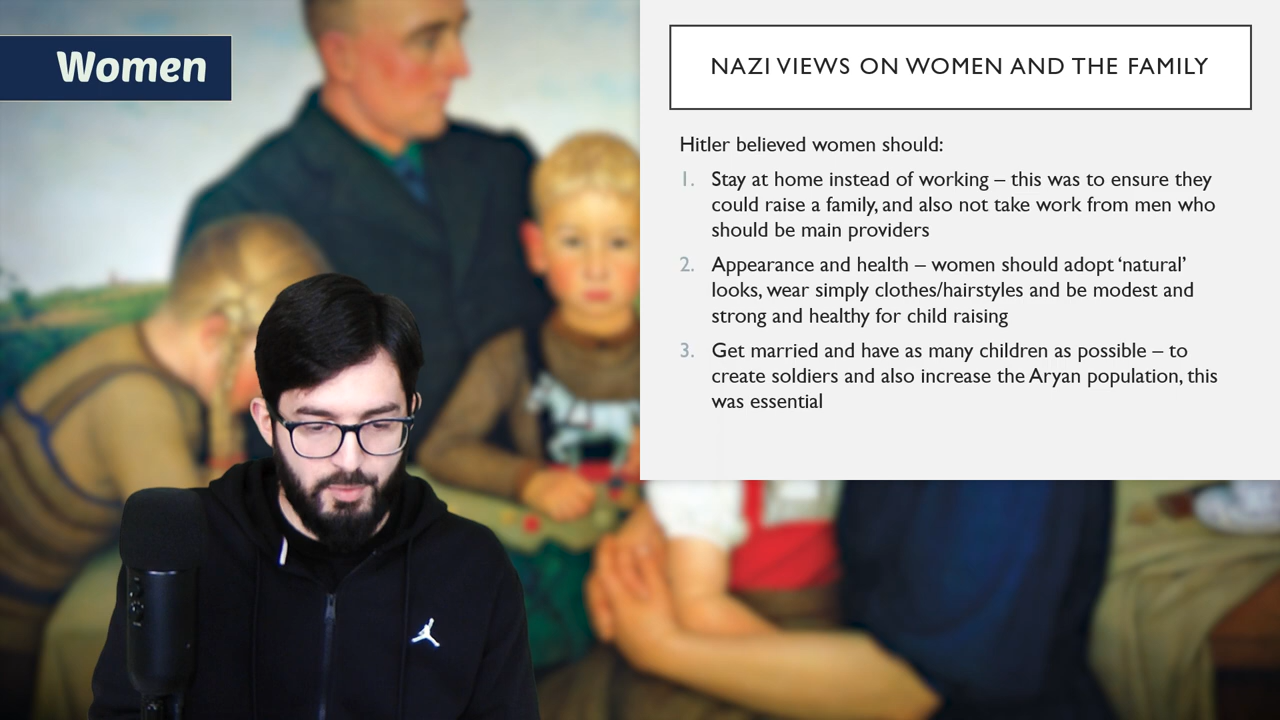 Women
NAZI VIEWS ON WOMEN AND THE FAMILY
Hitler believed women should:
1. Stay at home instead of working – this was to ensure they
could raise a family, and also not take work from men who
should be main providers
2. Appearance and health – women should adopt ‘natural’
looks, wear simply clothes/hairstyles and be modest and
strong and healthy for child raising
3. Get married and have as many children as possible – to
create soldiers and also increase the Aryan population, this
was essential